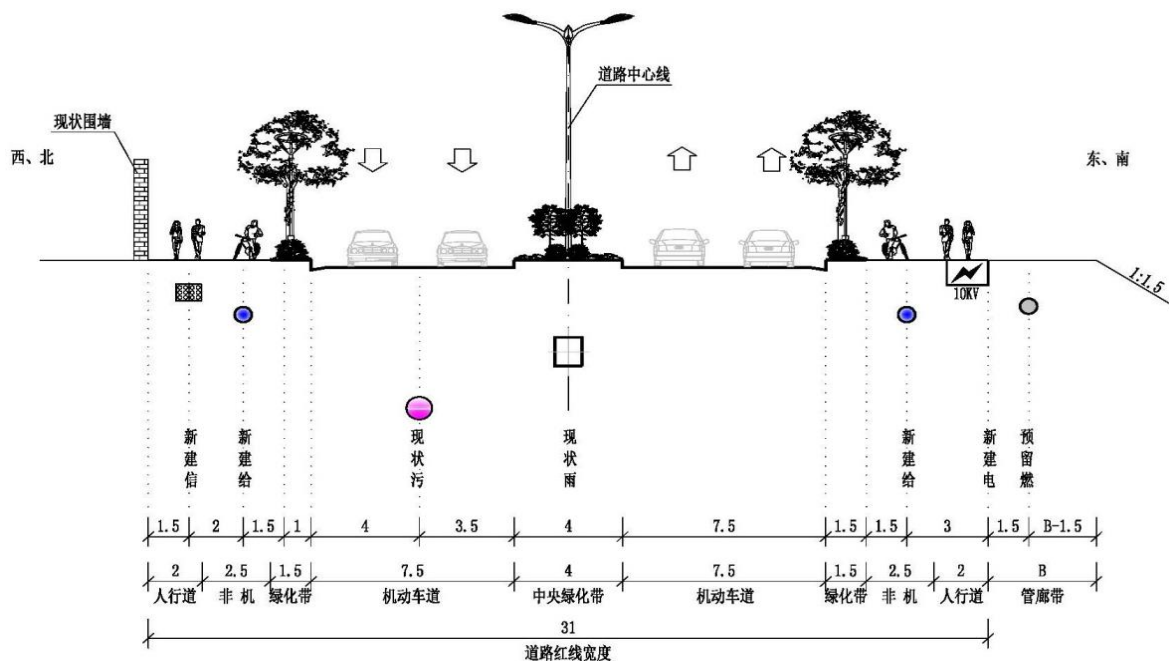 道路中心线
现状围墙
西、北
东、南
1:1.5
10KV
新建信
新建给
现状污
现状雨
新建给
新建电
预留燃
1.5 2 1.5 1 4 3.5 4 7.5 1.5 1.5 3 1.5 B-1.5
2 2.5 1.5 7.5 4 7.5 1.5 2.5 2 B
人行道 非 机 绿化带 机动车道 中央绿化带 机动车道 绿化带 非 机 人行道 管廊带
31
道路红线宽度